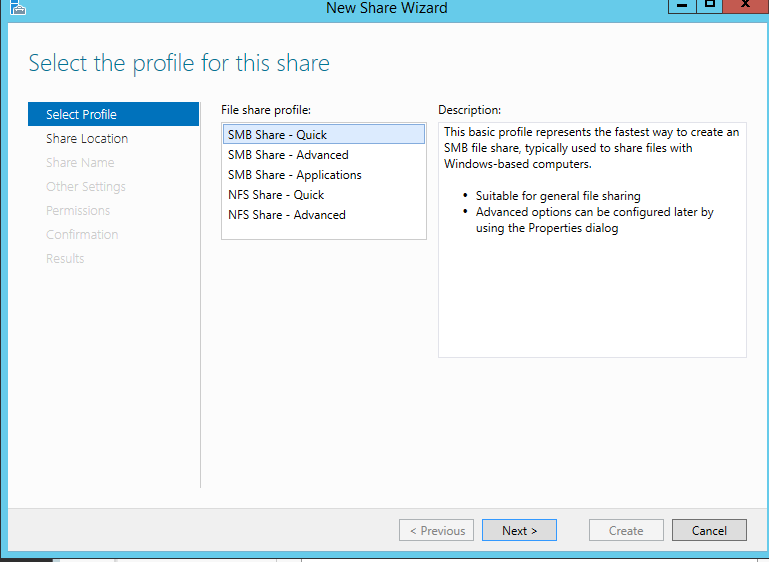 New Share Wizard
Select the profile for this share
Select Profile
Share Location
Share Name
Other Settings
Permissions
Confirmation
Results
File share profile:
SMB Share - Quick
SMB Share - Advanced
SMB Share - Applications
NFS Share - Quick
NFS Share - Advanced
Description:
This basic profile represents the fastest way to create an
SMB file share, typically used to share files with
Windows-based computers.
• Suitable for general file sharing
• Advanced options can be configured later by
using the Properties dialog
< Previous
Next >
Create
Cancel